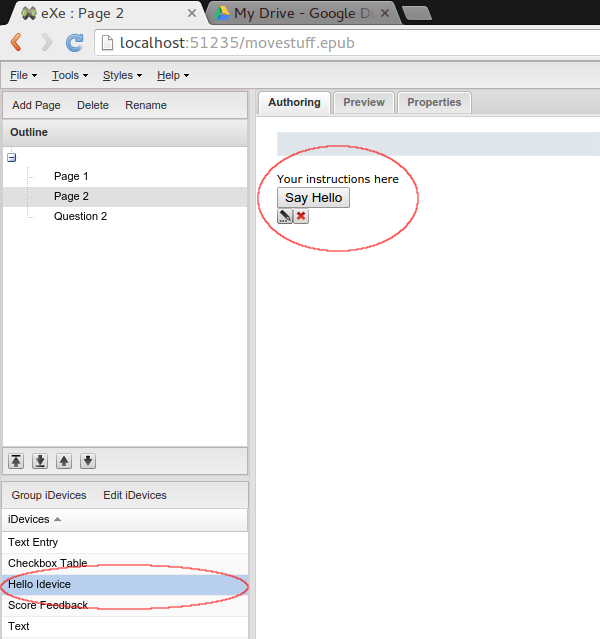 eXe : Page 2
My Drive - Google Dr
localhost:51235/movestuff.epub
File Tools Styles Help
Add Page Delete Rename
Outline
Page 1
Page 2
Question 2
Authoring Preview Properties
Your instructions here
Say Hello
Group iDevices Edit iDevices
iDevices
Text Entry
Checkbox Table
Hello Idevice
Score Feedback
Text